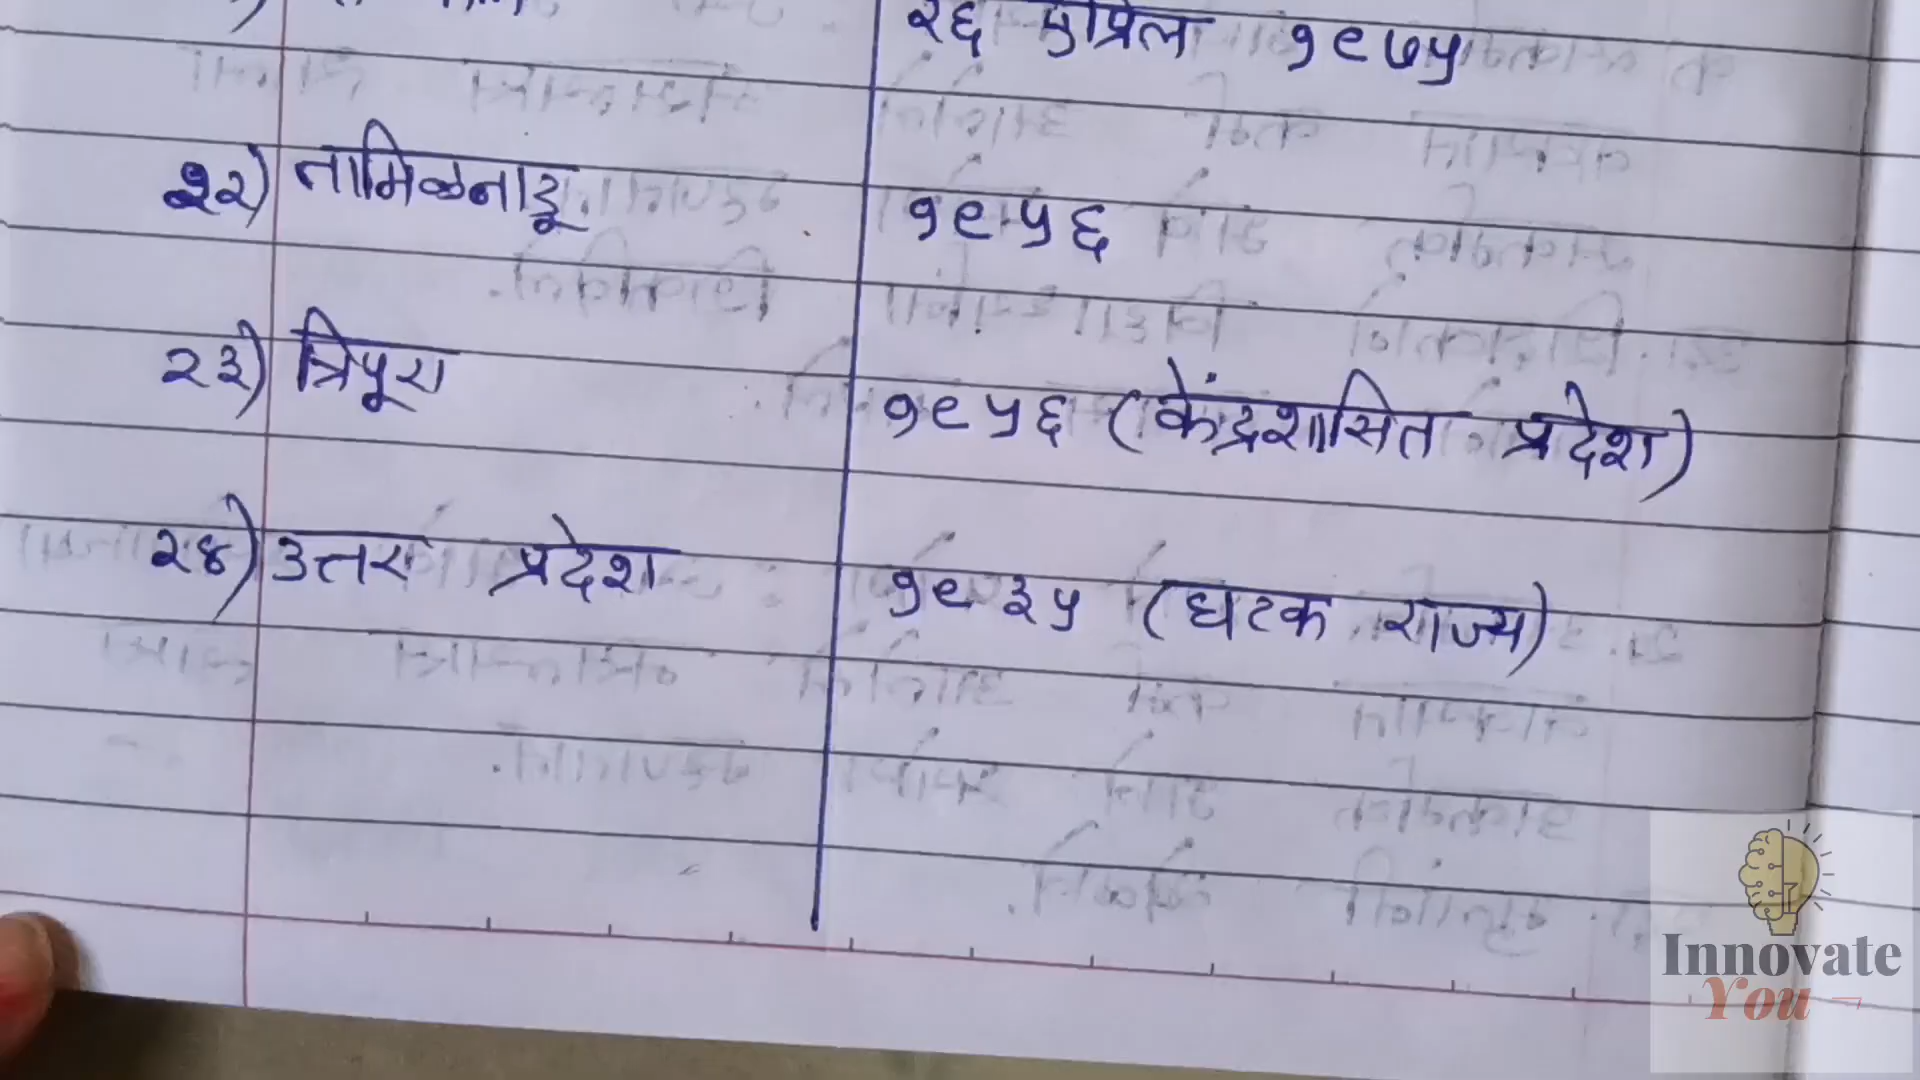 २६ एप्रिल १९७५
२२) तामिळनाडू १९५६
२३) त्रिपूरा १९५६ (केंद्रशासित प्रदेश)
२४) उत्तर प्रदेश १९३५ (घटक राज्य)
Innovate
You